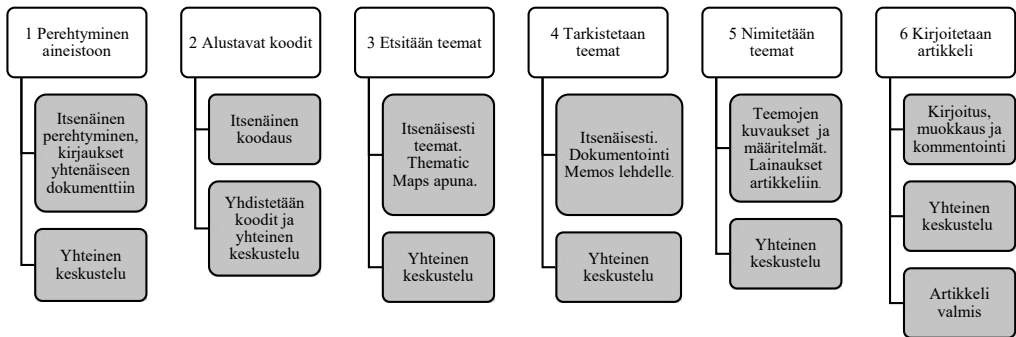 1 Perehtyminen
aineistoon
Itsenäinen
perehtyminen,
kirjaukset
yhtenäiseen
dokumenttiin
Yhteinen
keskustelu
2 Alustavat koodit
Itsenäinen
koodaus
Yhdistetään
koodit ja
yhteinen
keskustelu
3 Etsitään teemat
Itsenäisesti
teemat.
Thematic
Maps apuna.
Yhteinen
keskustelu
4 Tarkistetaan
teemat
Itsenäisesti.
Dokumentointi
Memos lehdelle.
Yhteinen
keskustelu
5 Nimitetään
teemat
Teemojen
kuvaukset ja
määritelmät.
Lainaukset
artikkeliin.
Yhteinen
keskustelu
6 Kirjoitetaan
artikkeli
Kirjoitus,
muokkaus ja
kommentointi
Yhteinen
keskustelu
Artikkeli
valmis